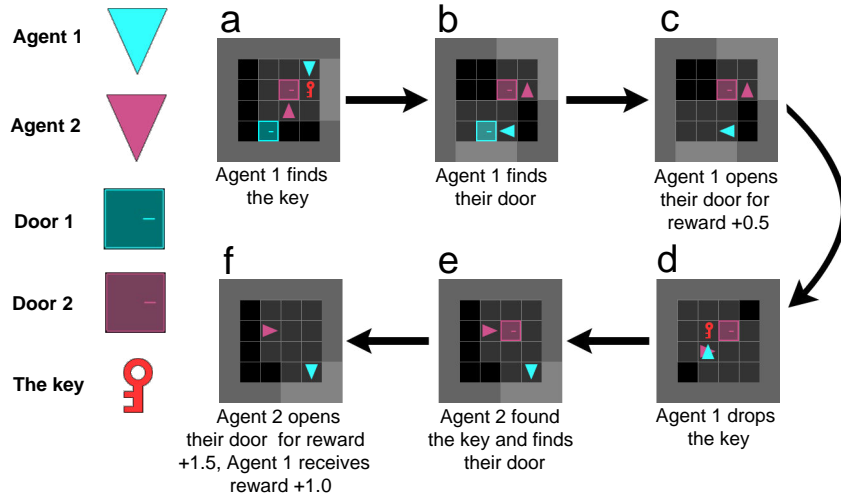 Agent 1
Agent 2
Door 1
Door 2
The key
a
Agent 1 finds
the key
b
Agent 1 finds
their door
c
Agent 1 opens
their door for
reward +0.5
d
Agent 1 drops
the key
e
Agent 2 found
the key and finds
their door
f
Agent 2 opens
their door for reward
+1.5, Agent 1 receives
reward +1.0